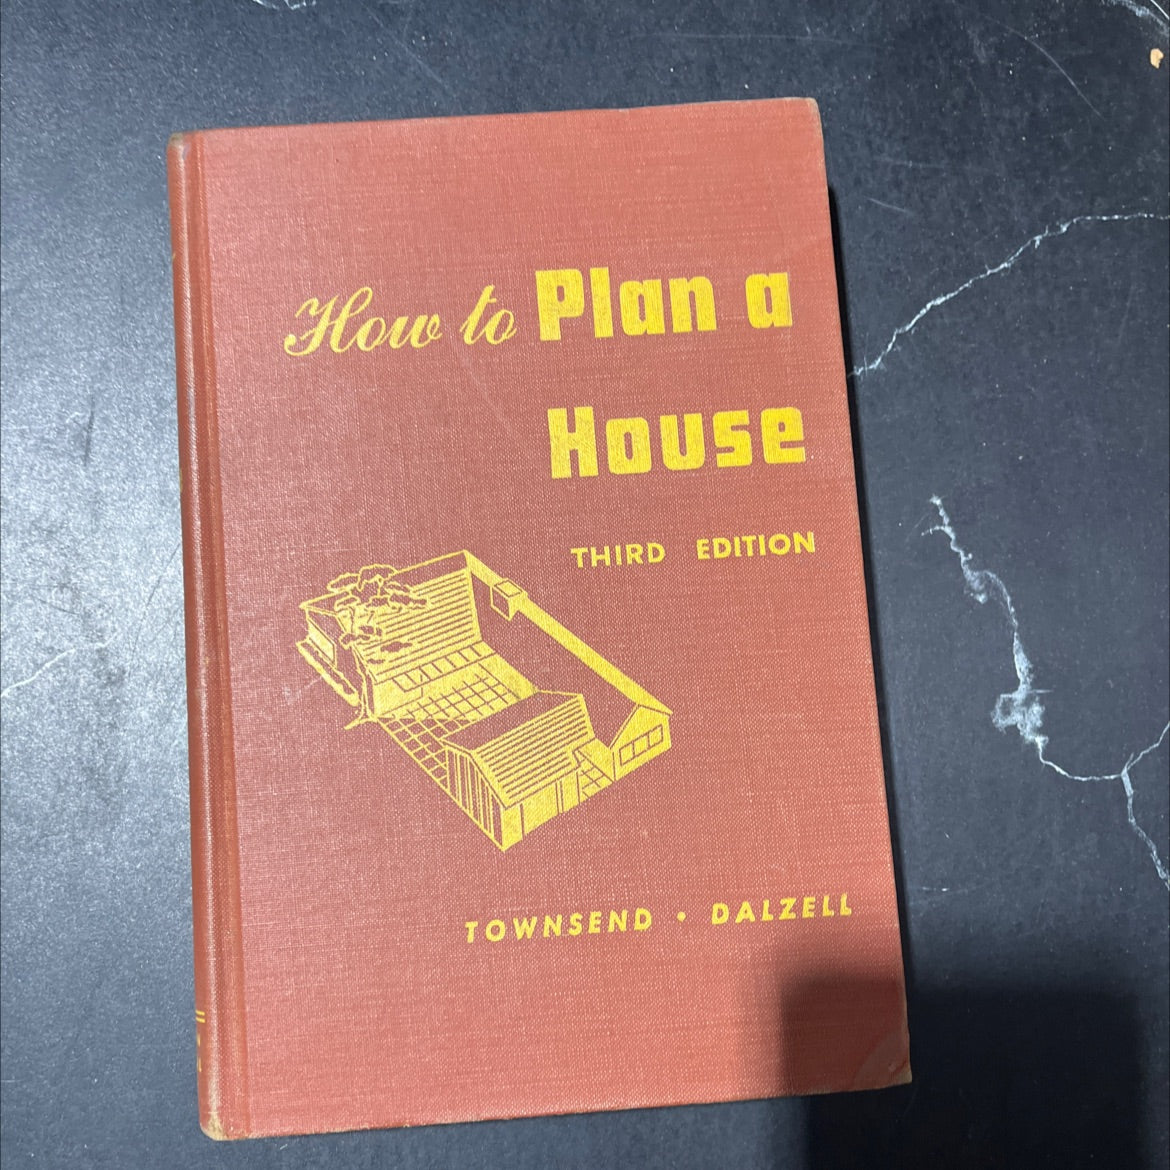 How to Plan a
House
THIRD EDITION
TOWNSEND • DALZELL